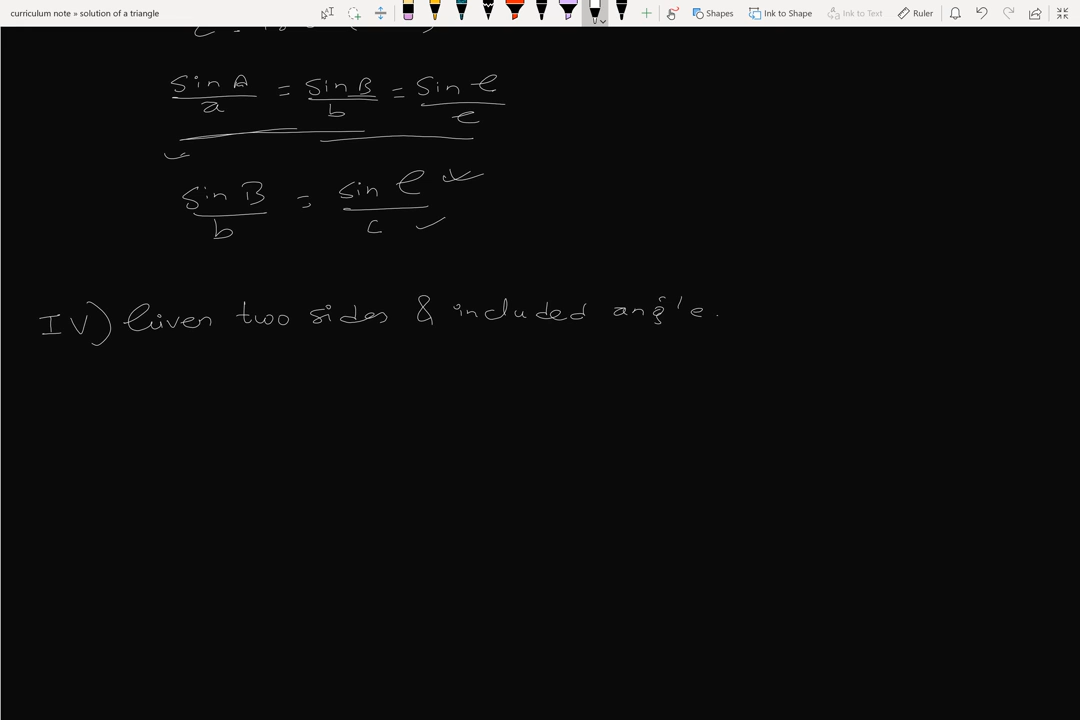 curriculum note » solution of a triangle
Shapes
Ink to Shape
Ink to Text
Ruler
sin A / a = sin B / b = sin C / c
sin B / b = sin C / c
IV) Given two sides & included angle.